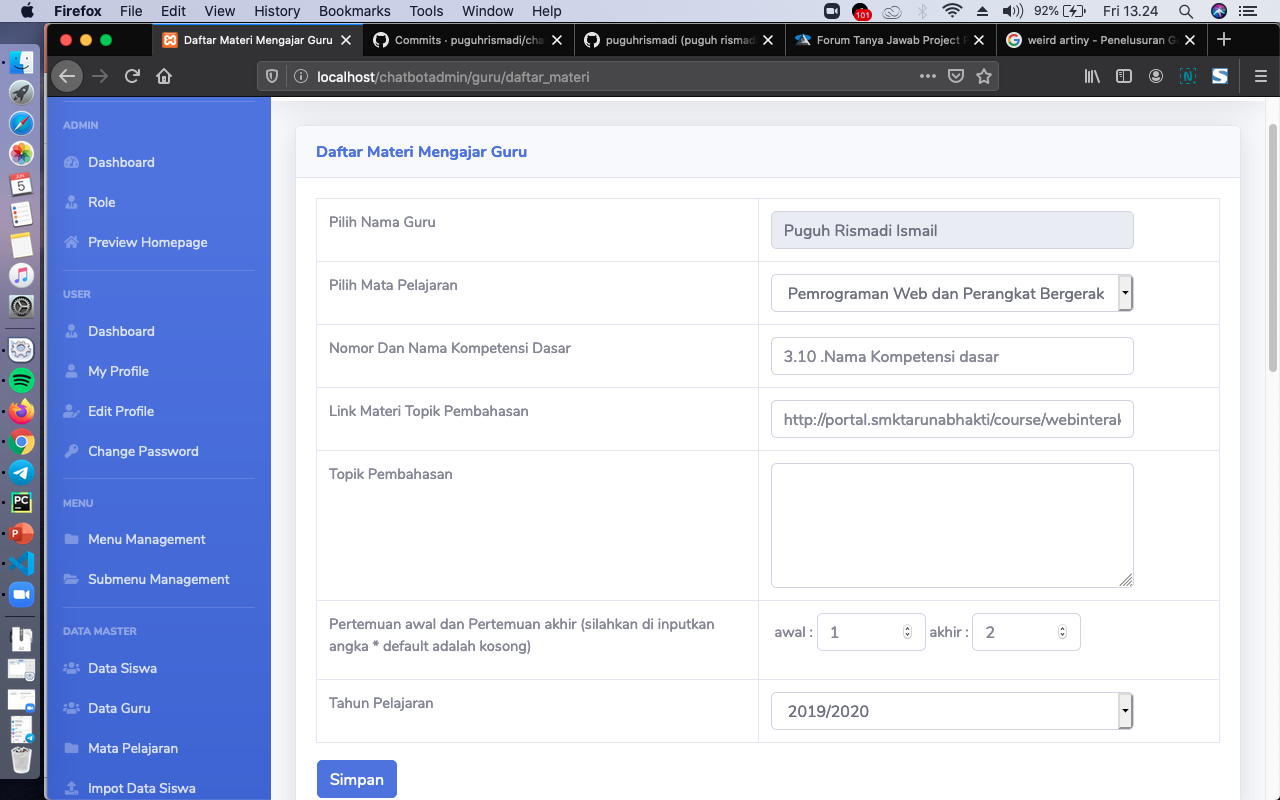 Firefox File Edit View History Bookmarks Tools Window Help 101 92% Fri 13.24
Daftar Materi Mengajar Guru
Commits · puguhrismadi/cha
puguhrismadi (puguh rismad
Forum Tanya Jawab Project
weird artiny - Penelusuran G
localhost/chatbotadmin/guru/daftar_materi
ADMIN
Dashboard
Role
Preview Homepage
USER
Dashboard
My Profile
Edit Profile
Change Password
MENU
Menu Management
Submenu Management
DATA MASTER
Data Siswa
Data Guru
Mata Pelajaran
Impot Data Siswa
Daftar Materi Mengajar Guru
Pilih Nama Guru Puguh Rismadi Ismail
Pilih Mata Pelajaran Pemrograman Web dan Perangkat Bergerak
Nomor Dan Nama Kompetensi Dasar 3.10 .Nama Kompetensi dasar
Link Materi Topik Pembahasan http://portal.smktarunabhakti/course/webinteral
Topik Pembahasan
Pertemuan awal dan Pertemuan akhir (silahkan di inputkan
angka * default adalah kosong)
awal : 1 akhir : 2
Tahun Pelajaran 2019/2020
Simpan